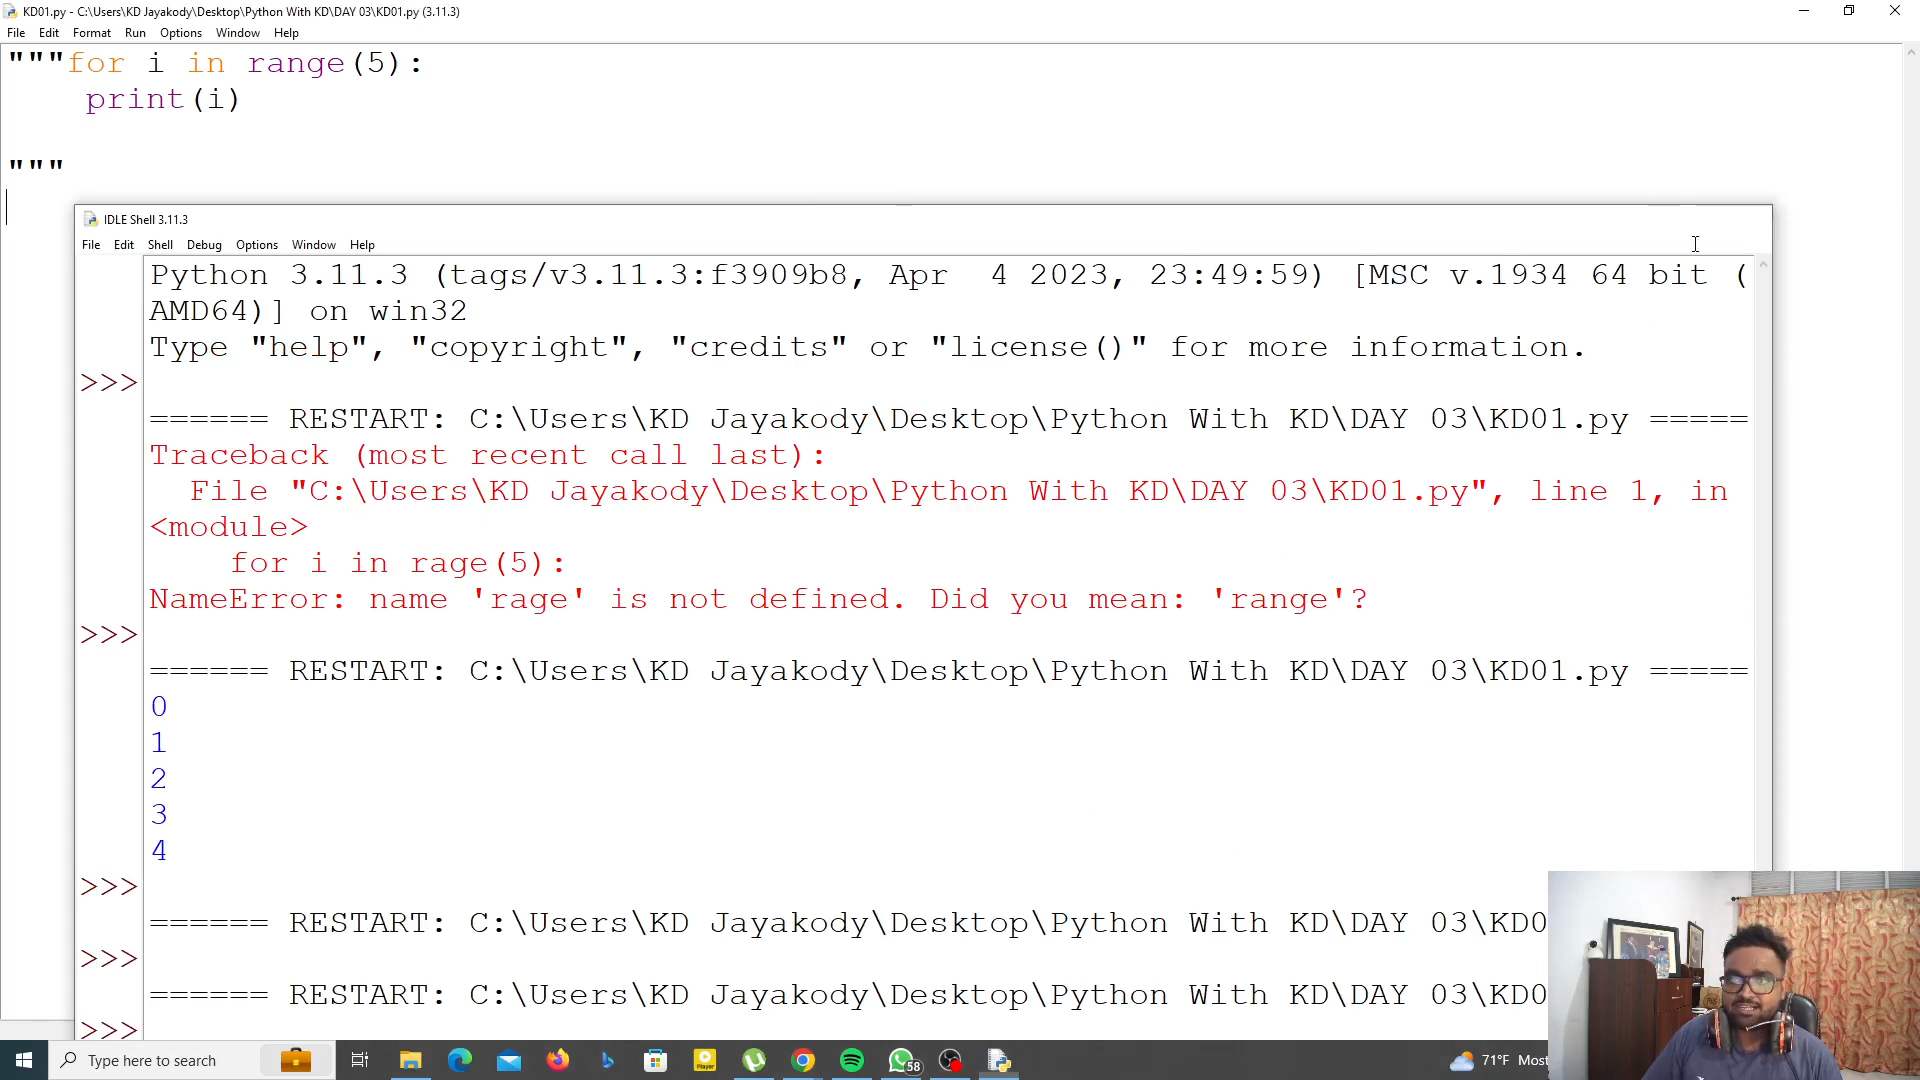 KD01.py - C:\Users\KD Jayakody\Desktop\Python With KD\DAY 03\KD01.py (3.11.3)
File Edit Format Run Options Window Help
"""for i in range(5):
    print(i)
"""
IDLE Shell 3.11.3
File Edit Shell Debug Options Window Help
Python 3.11.3 (tags/v3.11.3:f3909b8, Apr  4 2023, 23:49:59) [MSC v.1934 64 bit (
AMD64)] on win32
Type "help", "copyright", "credits" or "license()" for more information.
>>>
====== RESTART: C:\Users\KD Jayakody\Desktop\Python With KD\DAY 03\KD01.py =====
Traceback (most recent call last):
  File "C:\Users\KD Jayakody\Desktop\Python With KD\DAY 03\KD01.py", line 1, in
<module>
    for i in rage(5):
NameError: name 'rage' is not defined. Did you mean: 'range'?
>>>
====== RESTART: C:\Users\KD Jayakody\Desktop\Python With KD\DAY 03\KD01.py =====
0
1
2
3
4
>>>
====== RESTART: C:\Users\KD Jayakody\Desktop\Python With KD\DAY 03\KD0
>>>
====== RESTART: C:\Users\KD Jayakody\Desktop\Python With KD\DAY 03\KD0
>>>
Type here to search
Player
58
71°F Most